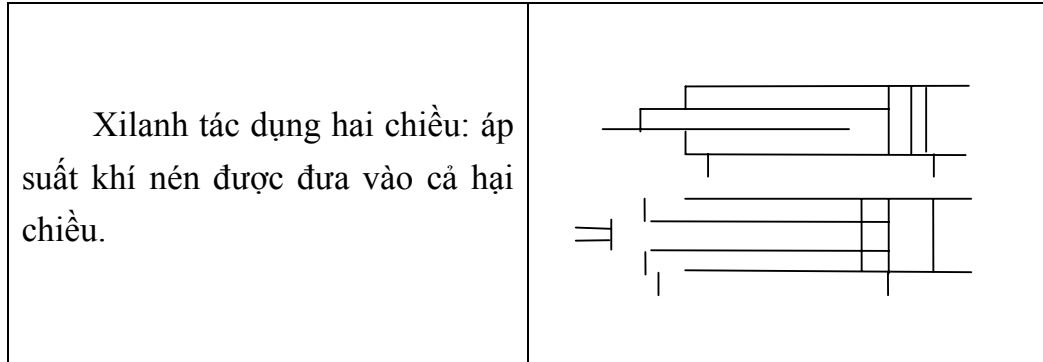 Xilanh tác dụng hai chiều: áp
suất khí nén được đưa vào cả hại
chiều.